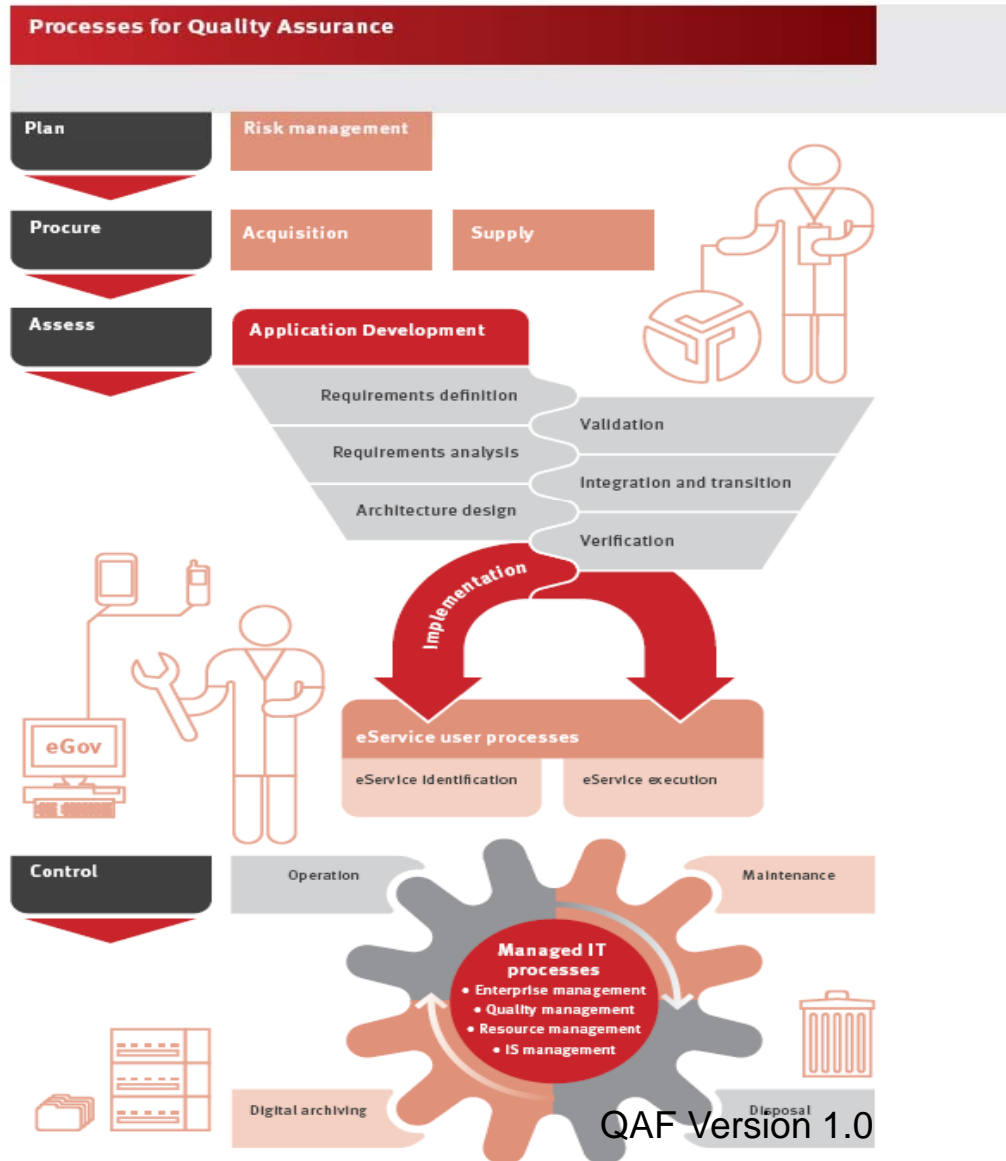 Processes for Quality Assurance
Plan
Risk management
Procure
Acquisition
Supply
Assess
Application Development
Requirements definition
Validation
Requirements analysis
Integration and transition
Architecture design
Verification
Implementation
eGov
eService user processes
eService identification
eService execution
Control
Operation
Maintenance
Managed IT
processes
• Enterprise management
• Quality management
• Resource management
• IS management
Digital archiving
Disposal
QAF Version 1.0